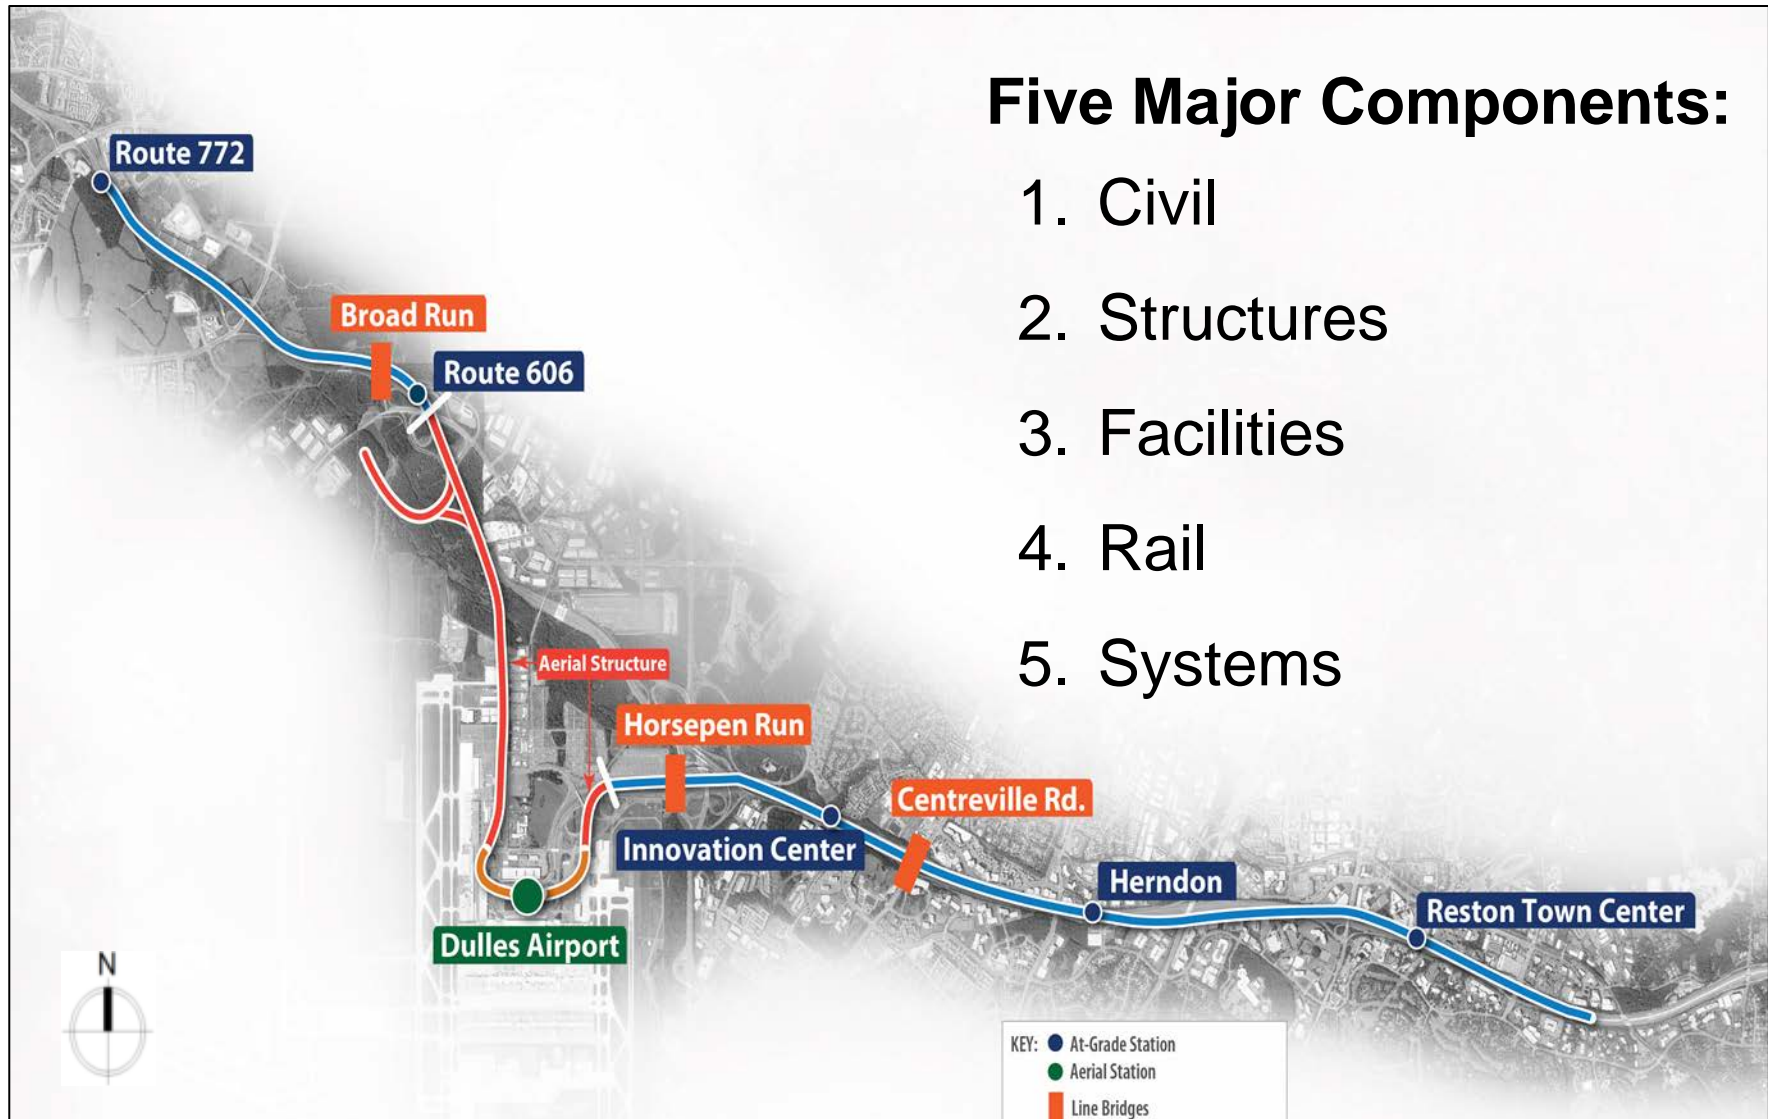 Five Major Components:
1. Civil
2. Structures
3. Facilities
4. Rail
5. Systems
Route 772
Broad Run
Route 606
Aerial Structure
Horsepen Run
Innovation Center
Centreville Rd.
Herndon
Reston Town Center
Dulles Airport
N
KEY: At-Grade Station
Aerial Station
Line Bridges